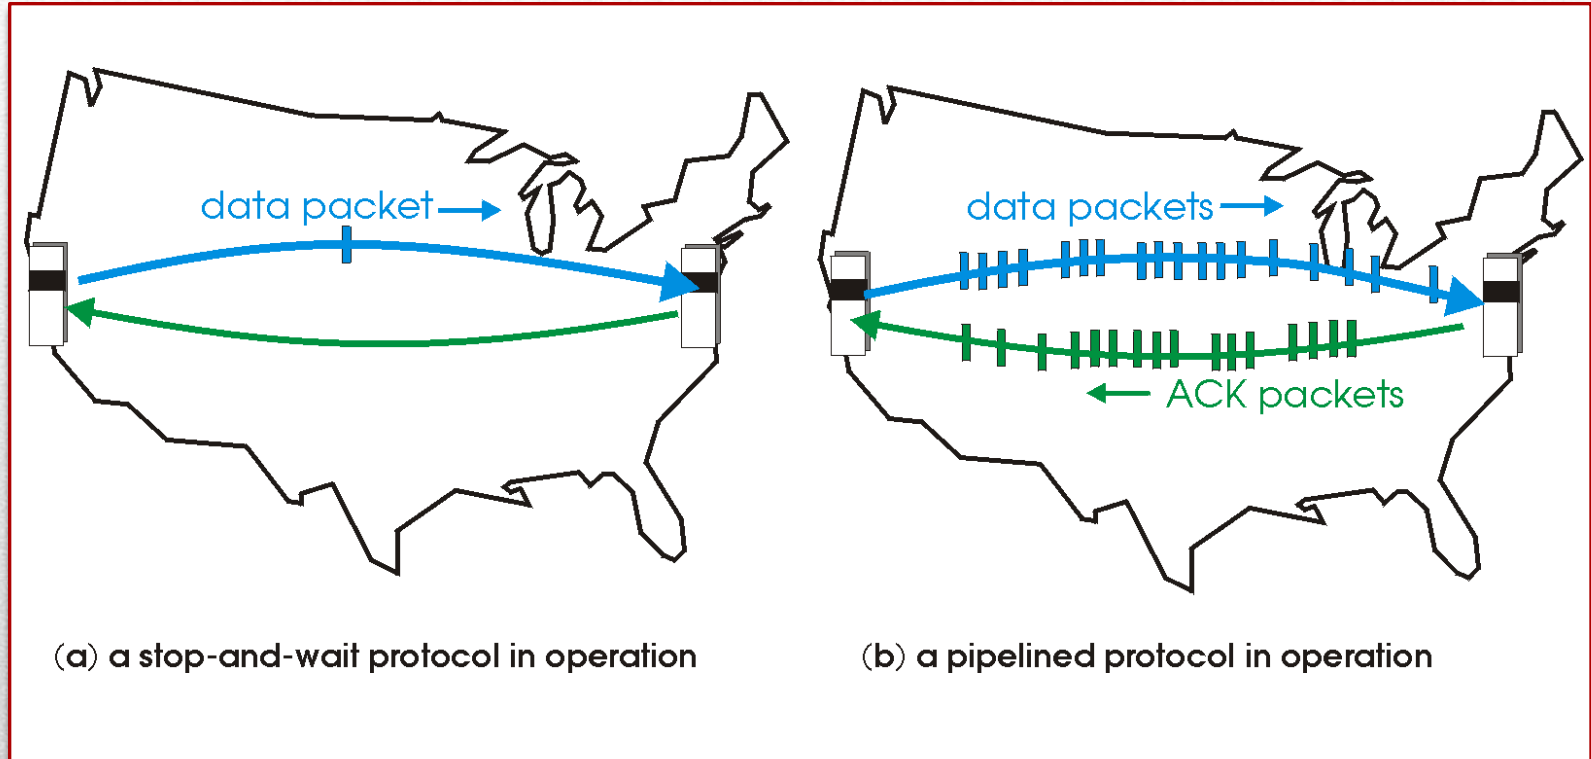 data packet
data packets
ACK packets
(a) a stop-and-wait protocol in operation
(b) a pipelined protocol in operation